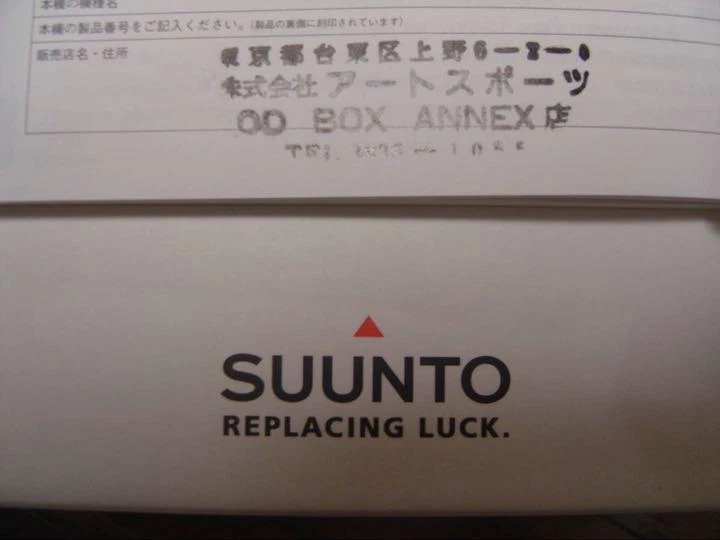 本機の機種名
本機の製品番号をご記入ください。(製品の裏側に刻印されています)
販売店名・住所
東京都台東区上野6-2-
株式会社 アートスポーツ
OD BOX ANNEX店
TEL.
SUUNTO
REPLACING LUCK.